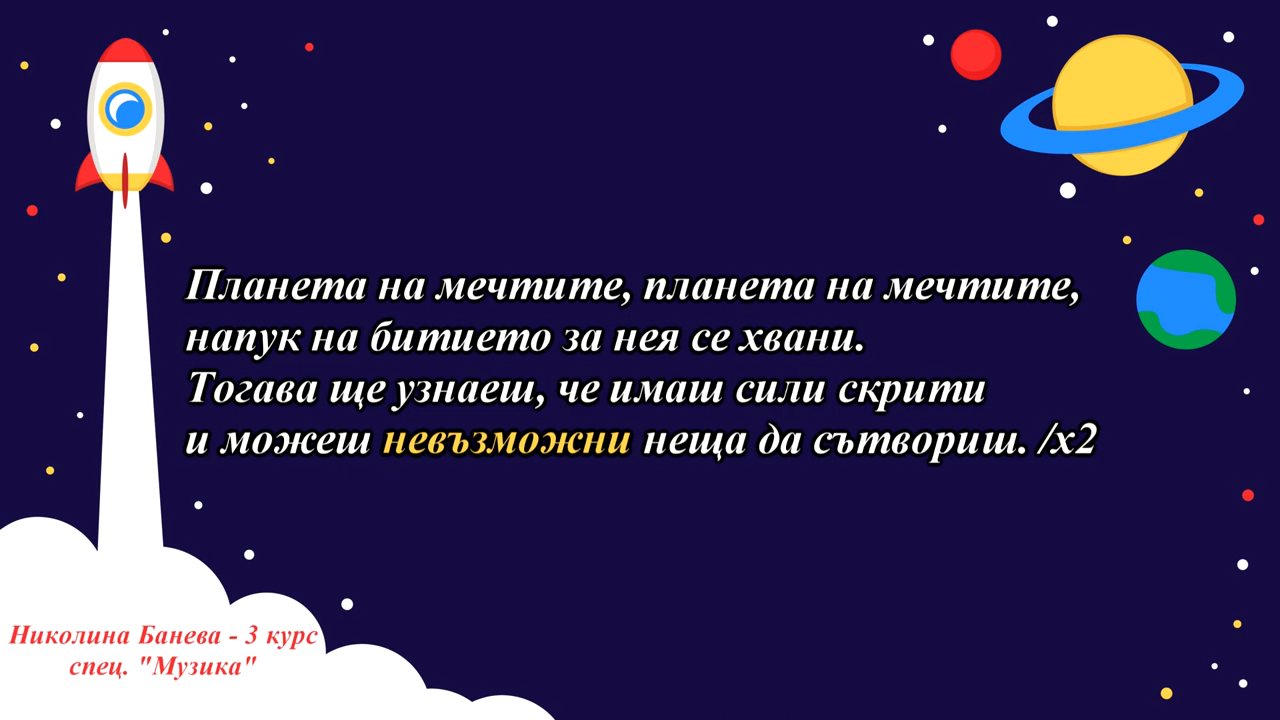 Планета на мечтите, планета на мечтите,
напук на битието за нея се хвани.
Тогава ще узнаеш, че имаш сили скрити
и можеш невъзможни неща да сътвориш. /х2
Николина Банева - 3 курс
спец. "Музика"